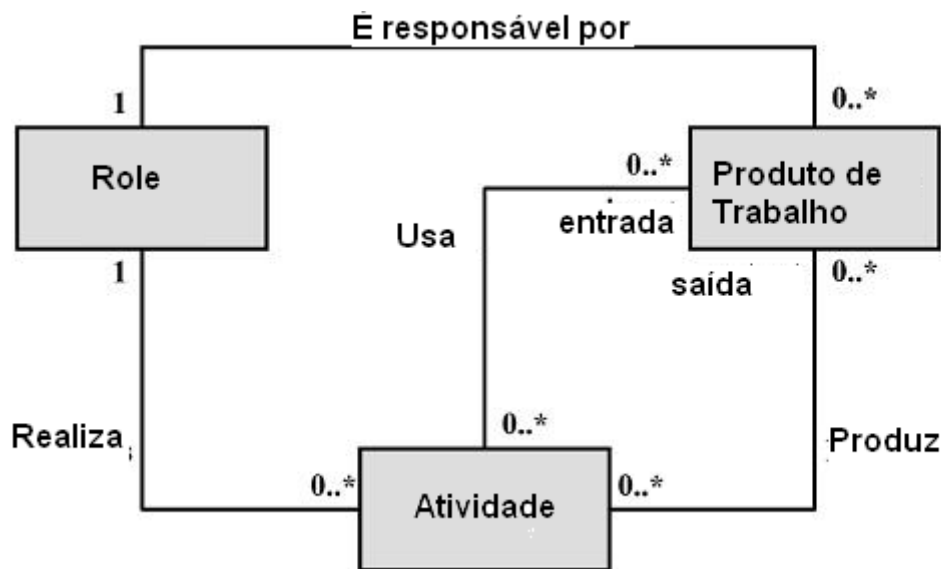 É responsável por
1
0..*
Role
Produto de
Trabalho
0..*
entrada
Usa
1
0..*
saída
Realiza
0..*
Produz
0..*
0..*
Atividade